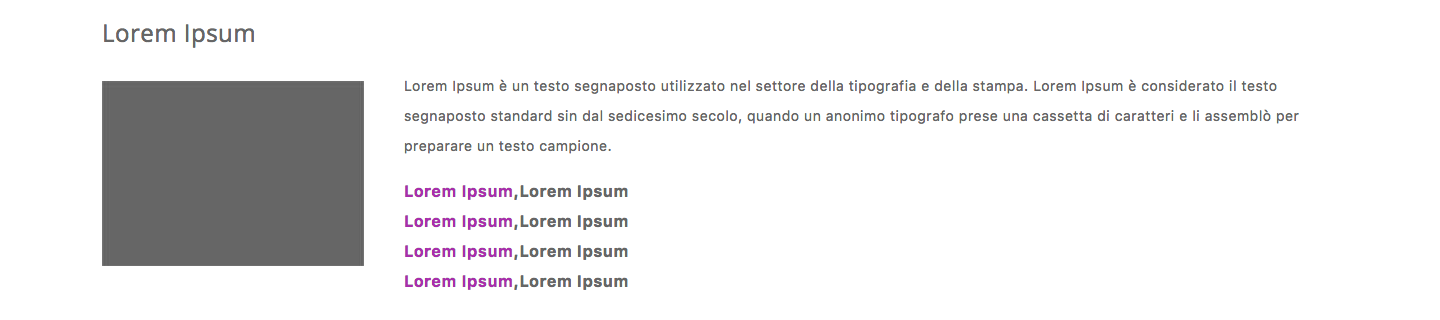 Lorem Ipsum
Lorem Ipsum è un testo segnaposto utilizzato nel settore della tipografia e della stampa. Lorem Ipsum è considerato il testo
segnaposto standard sin dal sedicesimo secolo, quando un anonimo tipografo prese una cassetta di caratteri e li assemblò per
preparare un testo campione.
Lorem Ipsum,Lorem Ipsum
Lorem Ipsum,Lorem Ipsum
Lorem Ipsum,Lorem Ipsum
Lorem Ipsum,Lorem Ipsum